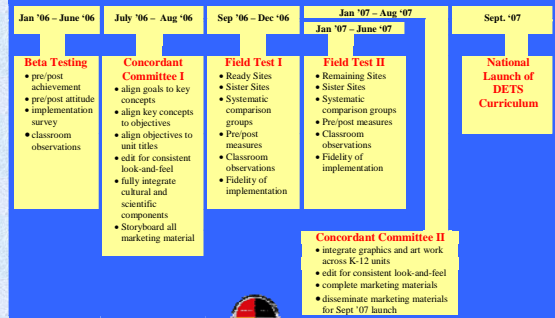 Jan '06 – June '06
Beta Testing
• pre/post
achievement
• pre/post attitude
• implementation
survey
• classroom
observations
July '06 – Aug '06
Concordant
Committee I
• align goals to key
concepts
• align key concepts
to objectives
• align objectives to
unit titles
• edit for consistent
look-and-feel
• fully integrate
cultural and
scientific
components
• Storyboard all
marketing material
Sep '06 – Dec '06
Field Test I
• Ready Sites
• Sister Sites
• Systematic
comparison
groups
• Pre/post
measures
• Classroom
observations
• Fidelity of
implementation
Jan '07 – Aug '07
Jan '07 – June '07
Field Test II
• Remaining Sites
• Sister Sites
• Systematic
comparison groups
• Pre/post measures
• Classroom
observations
• Fidelity of
implementation
Concordant Committee II
• integrate graphics and art work
across K-12 units
• edit for consistent look-and-feel
• complete marketing materials
• disseminate marketing materials
for Sept '07 launch
Sept. '07
National
Launch of
DETS
Curriculum